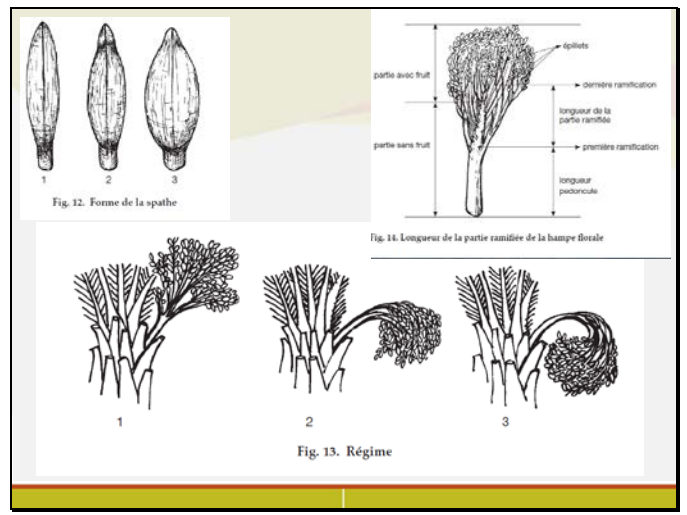 1 2 3
Fig. 12. Forme de la spathe
épillets
partie avec fruit
dernière ramification
longueur de la
partie ramifiée
partie sans fruit
première ramification
longueur
pedoncule
Fig. 14. Longueur de la partie ramifiée de la hampe florale
1 2 3
Fig. 13. Régime